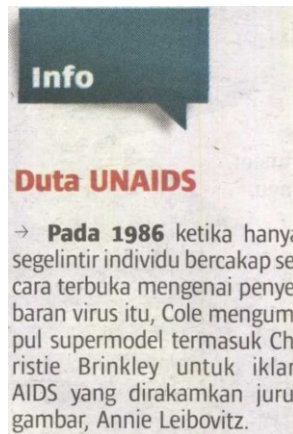 Info
Duta UNAIDS
→ Pada 1986 ketika hanya
segelintir individu bercakap se
cara terbuka mengenai penye
baran virus itu, Cole mengum
pul supermodel termasuk Ch
ristie Brinkley untuk iklan
AIDS yang dirakamkan juru
gambar, Annie Leibovitz.